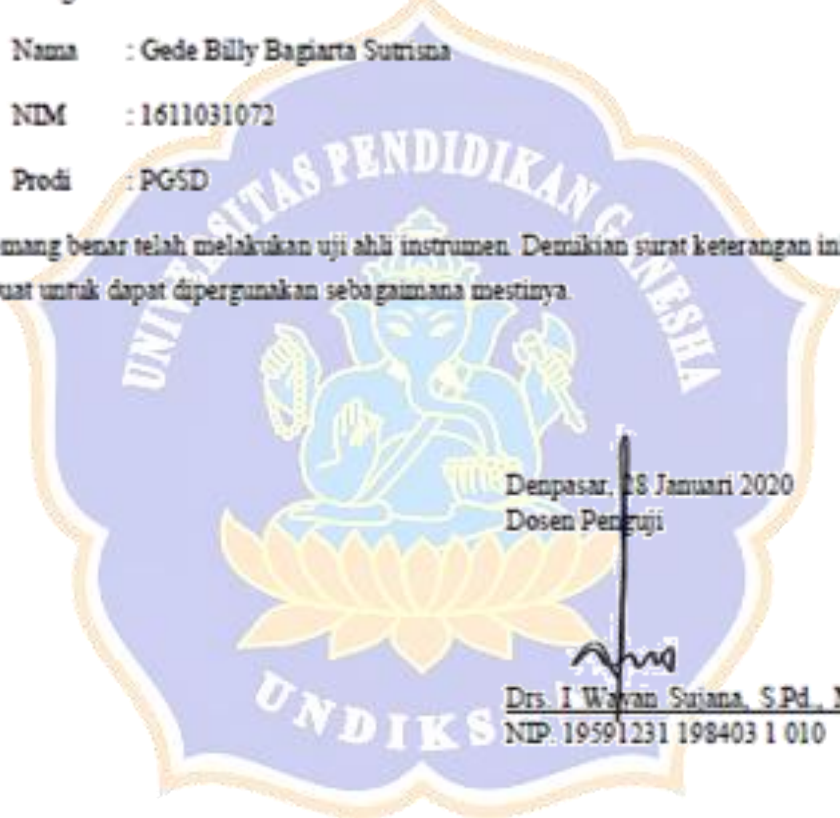 Nama : Gede Billy Bagiarta Sutrisna
NIM : 1611031072
Prodi : PGSD
UNIVERSITAS PENDIDIKAN GANESHA
mang benar telah melakukan uji ahli instrumen. Demikian surat keterangan ini
uat untuk dapat dipergunakan sebagaimana mestinya.
Denpasar, 28 Januari 2020
Dosen Penguji
Drs. I Wayan Sujana, S.Pd.,
NIP. 19591231 198403 1 010
UNDIKS